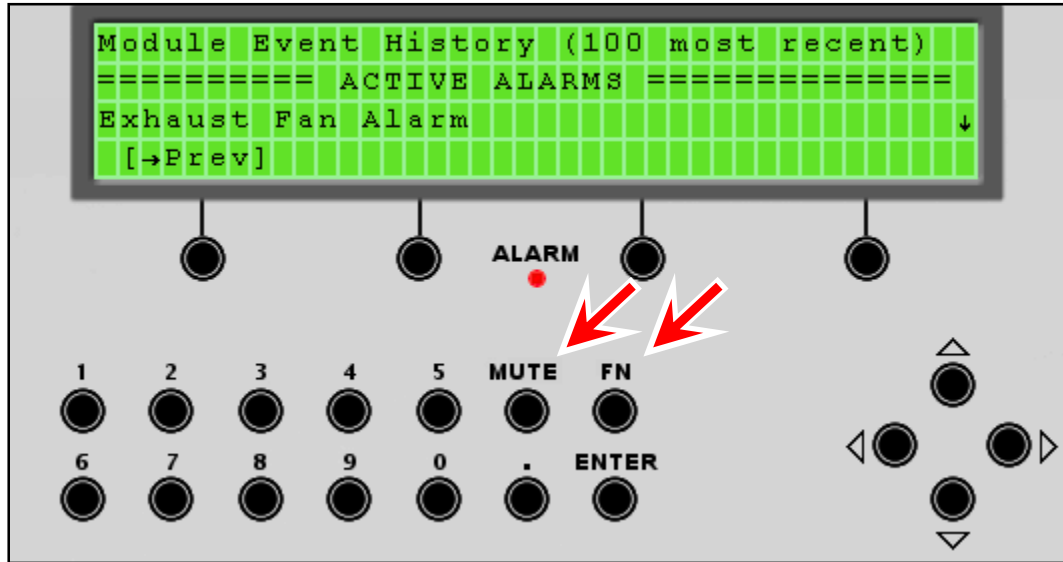 Module Event History (100 most recent)
========== ACTIVE ALARMS ==============
Exhaust Fan Alarm ↓
[→Prev]
ALARM
1 2 3 4 5 MUTE FN
6 7 8 9 0 . ENTER